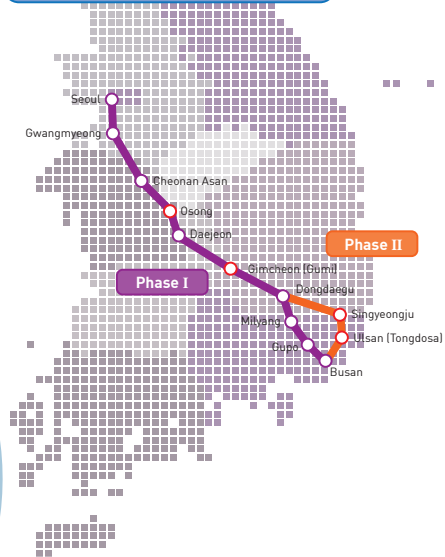 Seoul
Gwangmyeong
Cheonan Asan
Osong
Daejeon
Phase II
Gimcheon (Gumi)
Phase I
Dongdaegu
Singyeongju
Milyang
Ulsan (Tongdosa)
Gupo
Busan